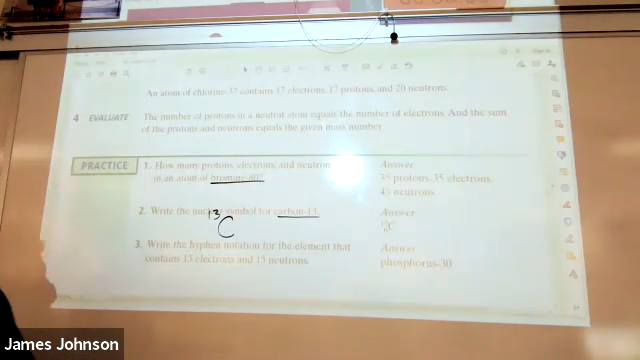 An atom of chlorine-37 contains 17 electrons, 17 protons, and 20 neutrons.
4 EVALUATE The number of protons in a neutral atom equals the number of electrons. And the sum
of the protons and neutrons equals the given mass number.
PRACTICE
1. How many protons, electrons, and neutron
in an atom of bromine-80?
Answer
35 protons, 35 electrons,
45 neutrons
2. Write the nuclear symbol for carbon-13.
Answer
13
C
3. Write the hyphen notation for the element that
contains 15 electrons and 15 neutrons.
Answer
phosphorus-30
James Johnson